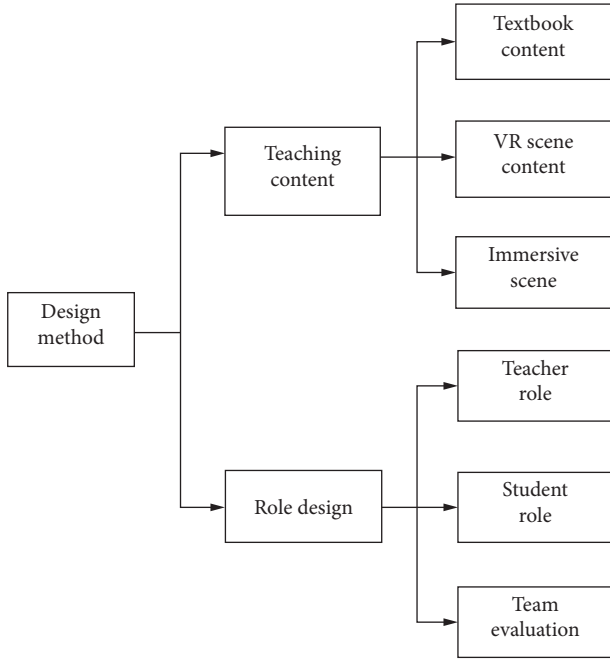 Textbook
content
Teaching
content
VR scene
content
Immersive
scene
Design
method
Teacher
role
Role design
Student
role
Team
evaluation